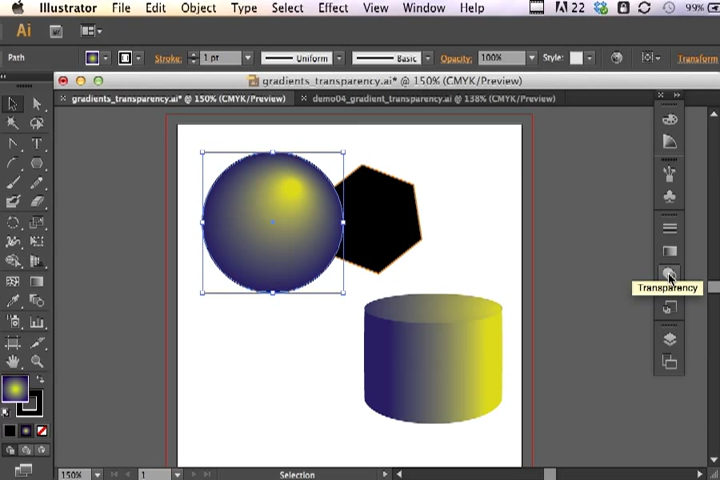 Illustrator File Edit Object Type Select Effect View Window Help 22 99%
Ai
Path Stroke: 1 pt Uniform Basic Opacity: 100% Style: Transform
gradients_transparency.ai* @ 150% (CMYK/Preview)
× gradients_transparency.ai* @ 150% (CMYK/Preview) × demo04_gradient_transparency.ai @ 138% (CMYK/Preview)
Transparency
150% 1 Selection